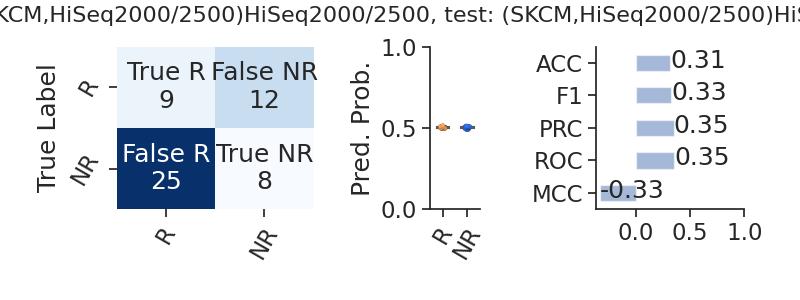 KCM,HiSeq2000/2500)HiSeq2000/2500, test: (SKCM,HiSeq2000/2500)HiS
True Label
R
NR
True R
9
False NR
12
False R
25
True NR
8
R
NR
Pred. Prob.
1.0
0.5
0.0
R
NR
ACC
F1
PRC
ROC
MCC
0.31
0.33
0.35
0.35
-0.33
0.0
0.5
1.0